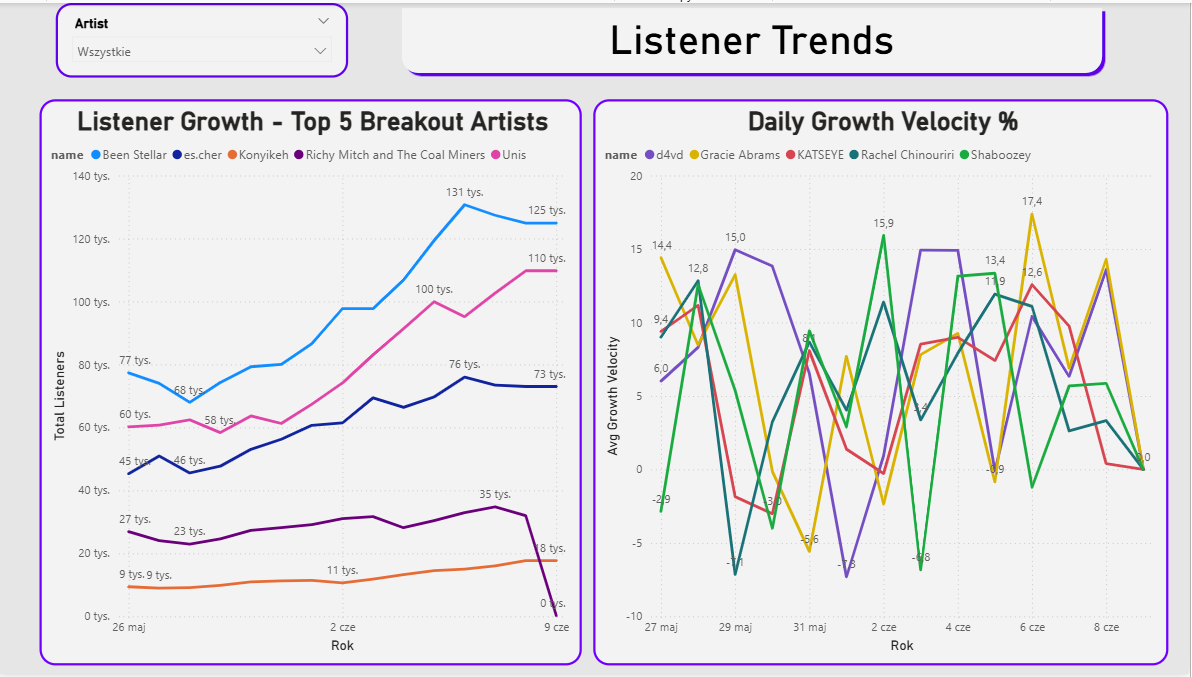 Artist
Wszystkie
Listener Trends
Listener Growth - Top 5 Breakout Artists
name Been Stellar es.cher Konyikeh Richy Mitch and The Coal Miners Unis
Total Listeners
140 tys.
120 tys.
100 tys.
80 tys.
60 tys.
40 tys.
20 tys.
0 tys.
77 tys.
68 tys.
131 tys.
125 tys.
60 tys.
58 tys.
100 tys.
110 tys.
45 tys.
46 tys.
76 tys.
73 tys.
27 tys.
23 tys.
35 tys.
0 tys.
9 tys.
9 tys.
11 tys.
18 tys.
26 maj
2 cze
9 cze
Rok
Daily Growth Velocity %
name d4vd Gracie Abrams KATSEYE Rachel Chinouriri Shaboozey
Avg Growth Velocity
20
15
10
5
0
-5
-10
14,4
12,8
15,0
15,9
13,4
11,9
17,4
12,6
9,4
6,0
-2,9
-7,1
-3,0
-5,6
-7,3
-6,8
-0,9
27 maj
29 maj
31 maj
2 cze
4 cze
6 cze
8 cze
Rok